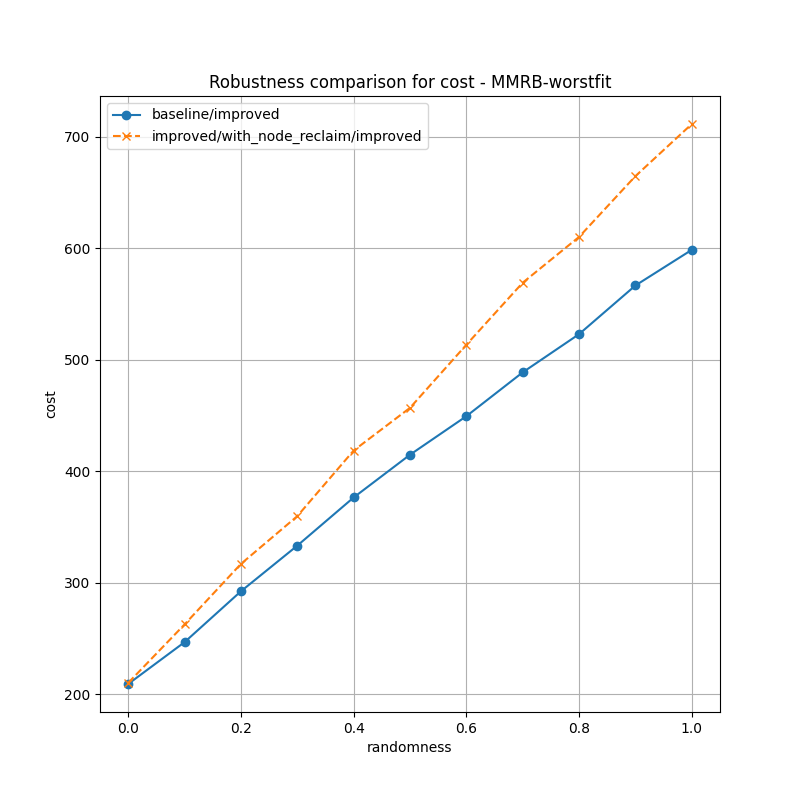 Robustness comparison for cost - MMRB-worstfit
baseline/improved
improved/with_node_reclaim/improved
700
600
500
400
300
200
cost
0.0 0.2 0.4 0.6 0.8 1.0
randomness